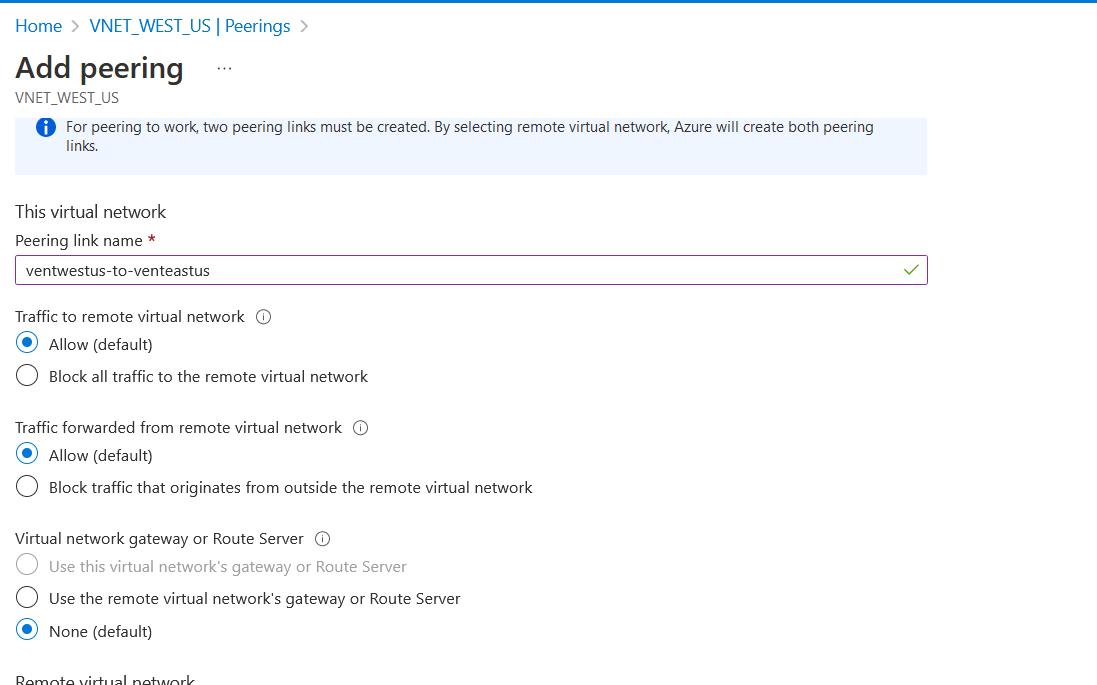 Home > VNET_WEST_US | Peerings >
Add peering ...
VNET_WEST_US
For peering to work, two peering links must be created. By selecting remote virtual network, Azure will create both peering
links.
This virtual network
Peering link name *
ventwestus-to-venteastus
Traffic to remote virtual network
Allow (default)
Block all traffic to the remote virtual network
Traffic forwarded from remote virtual network
Allow (default)
Block traffic that originates from outside the remote virtual network
Virtual network gateway or Route Server
Use this virtual network's gateway or Route Server
Use the remote virtual network's gateway or Route Server
None (default)
Remote virtual network